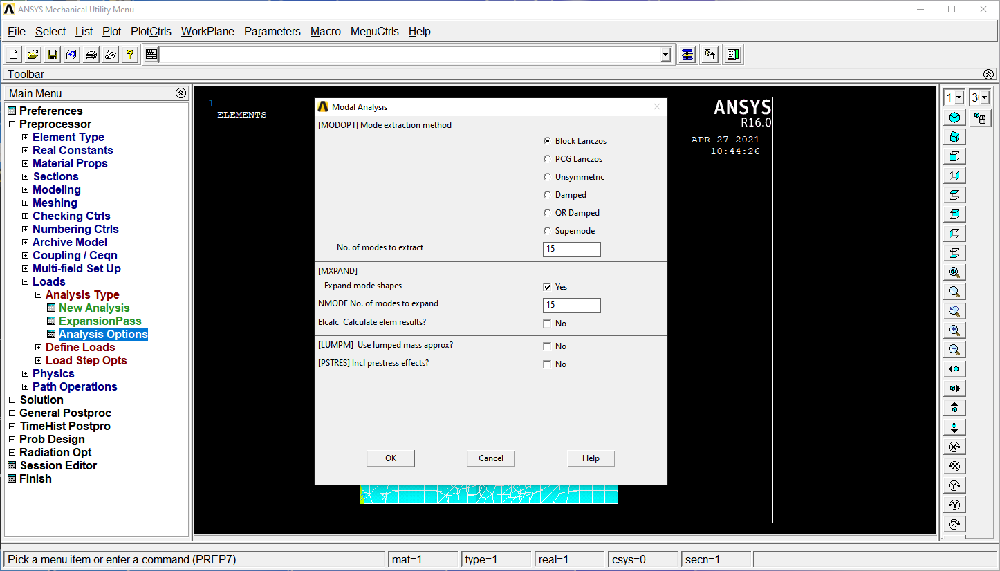 ANSYS Mechanical Utility Menu
File Select List Plot PlotCtrls WorkPlane Parameters Macro MenuCtrls Help
?
Toolbar
Main Menu
Preferences
Preprocessor
Element Type
Real Constants
Material Props
Sections
Modeling
Meshing
Checking Ctrls
Numbering Ctrls
Archive Model
Coupling / Ceqn
Multi-field Set Up
Loads
Analysis Type
New Analysis
ExpansionPass
Analysis Options
Define Loads
Load Step Opts
Physics
Path Operations
Solution
General Postproc
TimeHist Postpro
Prob Design
Radiation Opt
Session Editor
Finish
1
ELEMENTS
ANSYS
R16.0
APR 27 2021
10:44:26
Modal Analysis
[MODOPT] Mode extraction method
Block Lanczos
PCG Lanczos
Unsymmetric
Damped
QR Damped
Supernode
No. of modes to extract 15
[MXPAND]
Expand mode shapes Yes
NMODE No. of modes to expand 15
Elcalc Calculate elem results? No
[LUMPM] Use lumped mass approx? No
[PSTRES] Incl prestress effects? No
OK Cancel Help
Z X
1 3
X
X
Y
Y
Z
Pick a menu item or enter a command (PREP7) mat=1 type=1 real=1 csys=0 secn=1